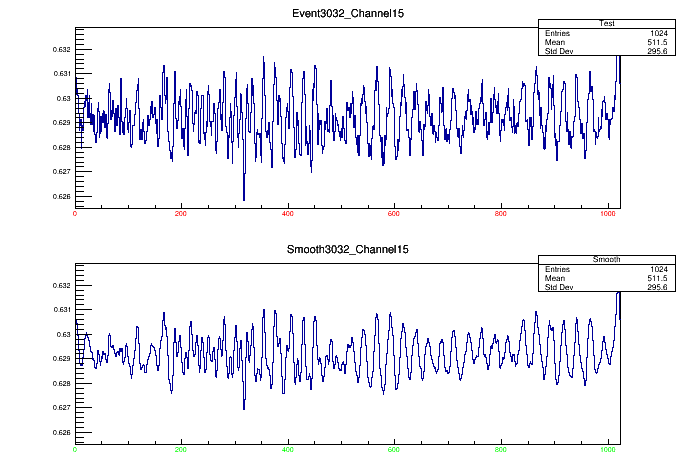 Event3032_Channel15
Test
Entries 1024
Mean 511.5
Std Dev 295.6
0.632
0.631
0.63
0.629
0.628
0.627
0.626
0 200 400 600 800 1000
Smooth3032_Channel15
Smooth
Entries 1024
Mean 511.5
Std Dev 295.6
0.632
0.631
0.63
0.629
0.628
0.627
0.626
0 200 400 600 800 1000